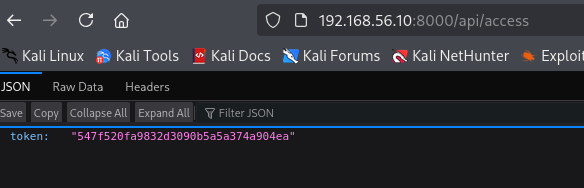 192.168.56.10:8000/api/access
Kali Linux Kali Tools Kali Docs Kali Forums Kali NetHunter Exploit
JSON Raw Data Headers
Save Copy Collapse All Expand All Filter JSON
token: "547f520fa9832d3090b5a5a374a904ea"